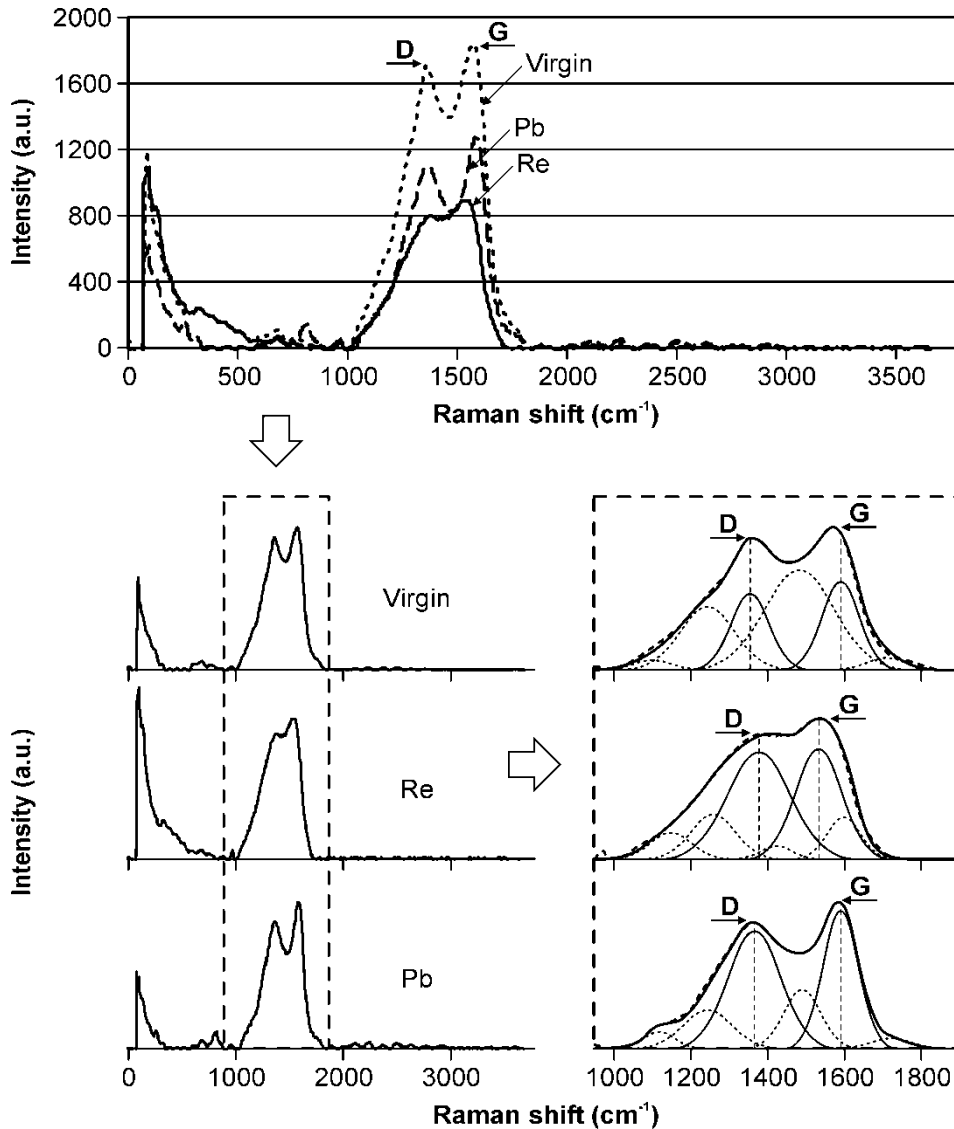 2000
1600
1200
800
400
0
Intensity (a.u.)
D
G
Virgin
Pb
Re
0 500 1000 1500 2000 2500 3000 3500
Raman shift (cm⁻¹)
Virgin
D
G
Re
D
G
Intensity (a.u.)
Pb
D
G
0 1000 2000 3000
1000 1200 1400 1600 1800
Raman shift (cm⁻¹)